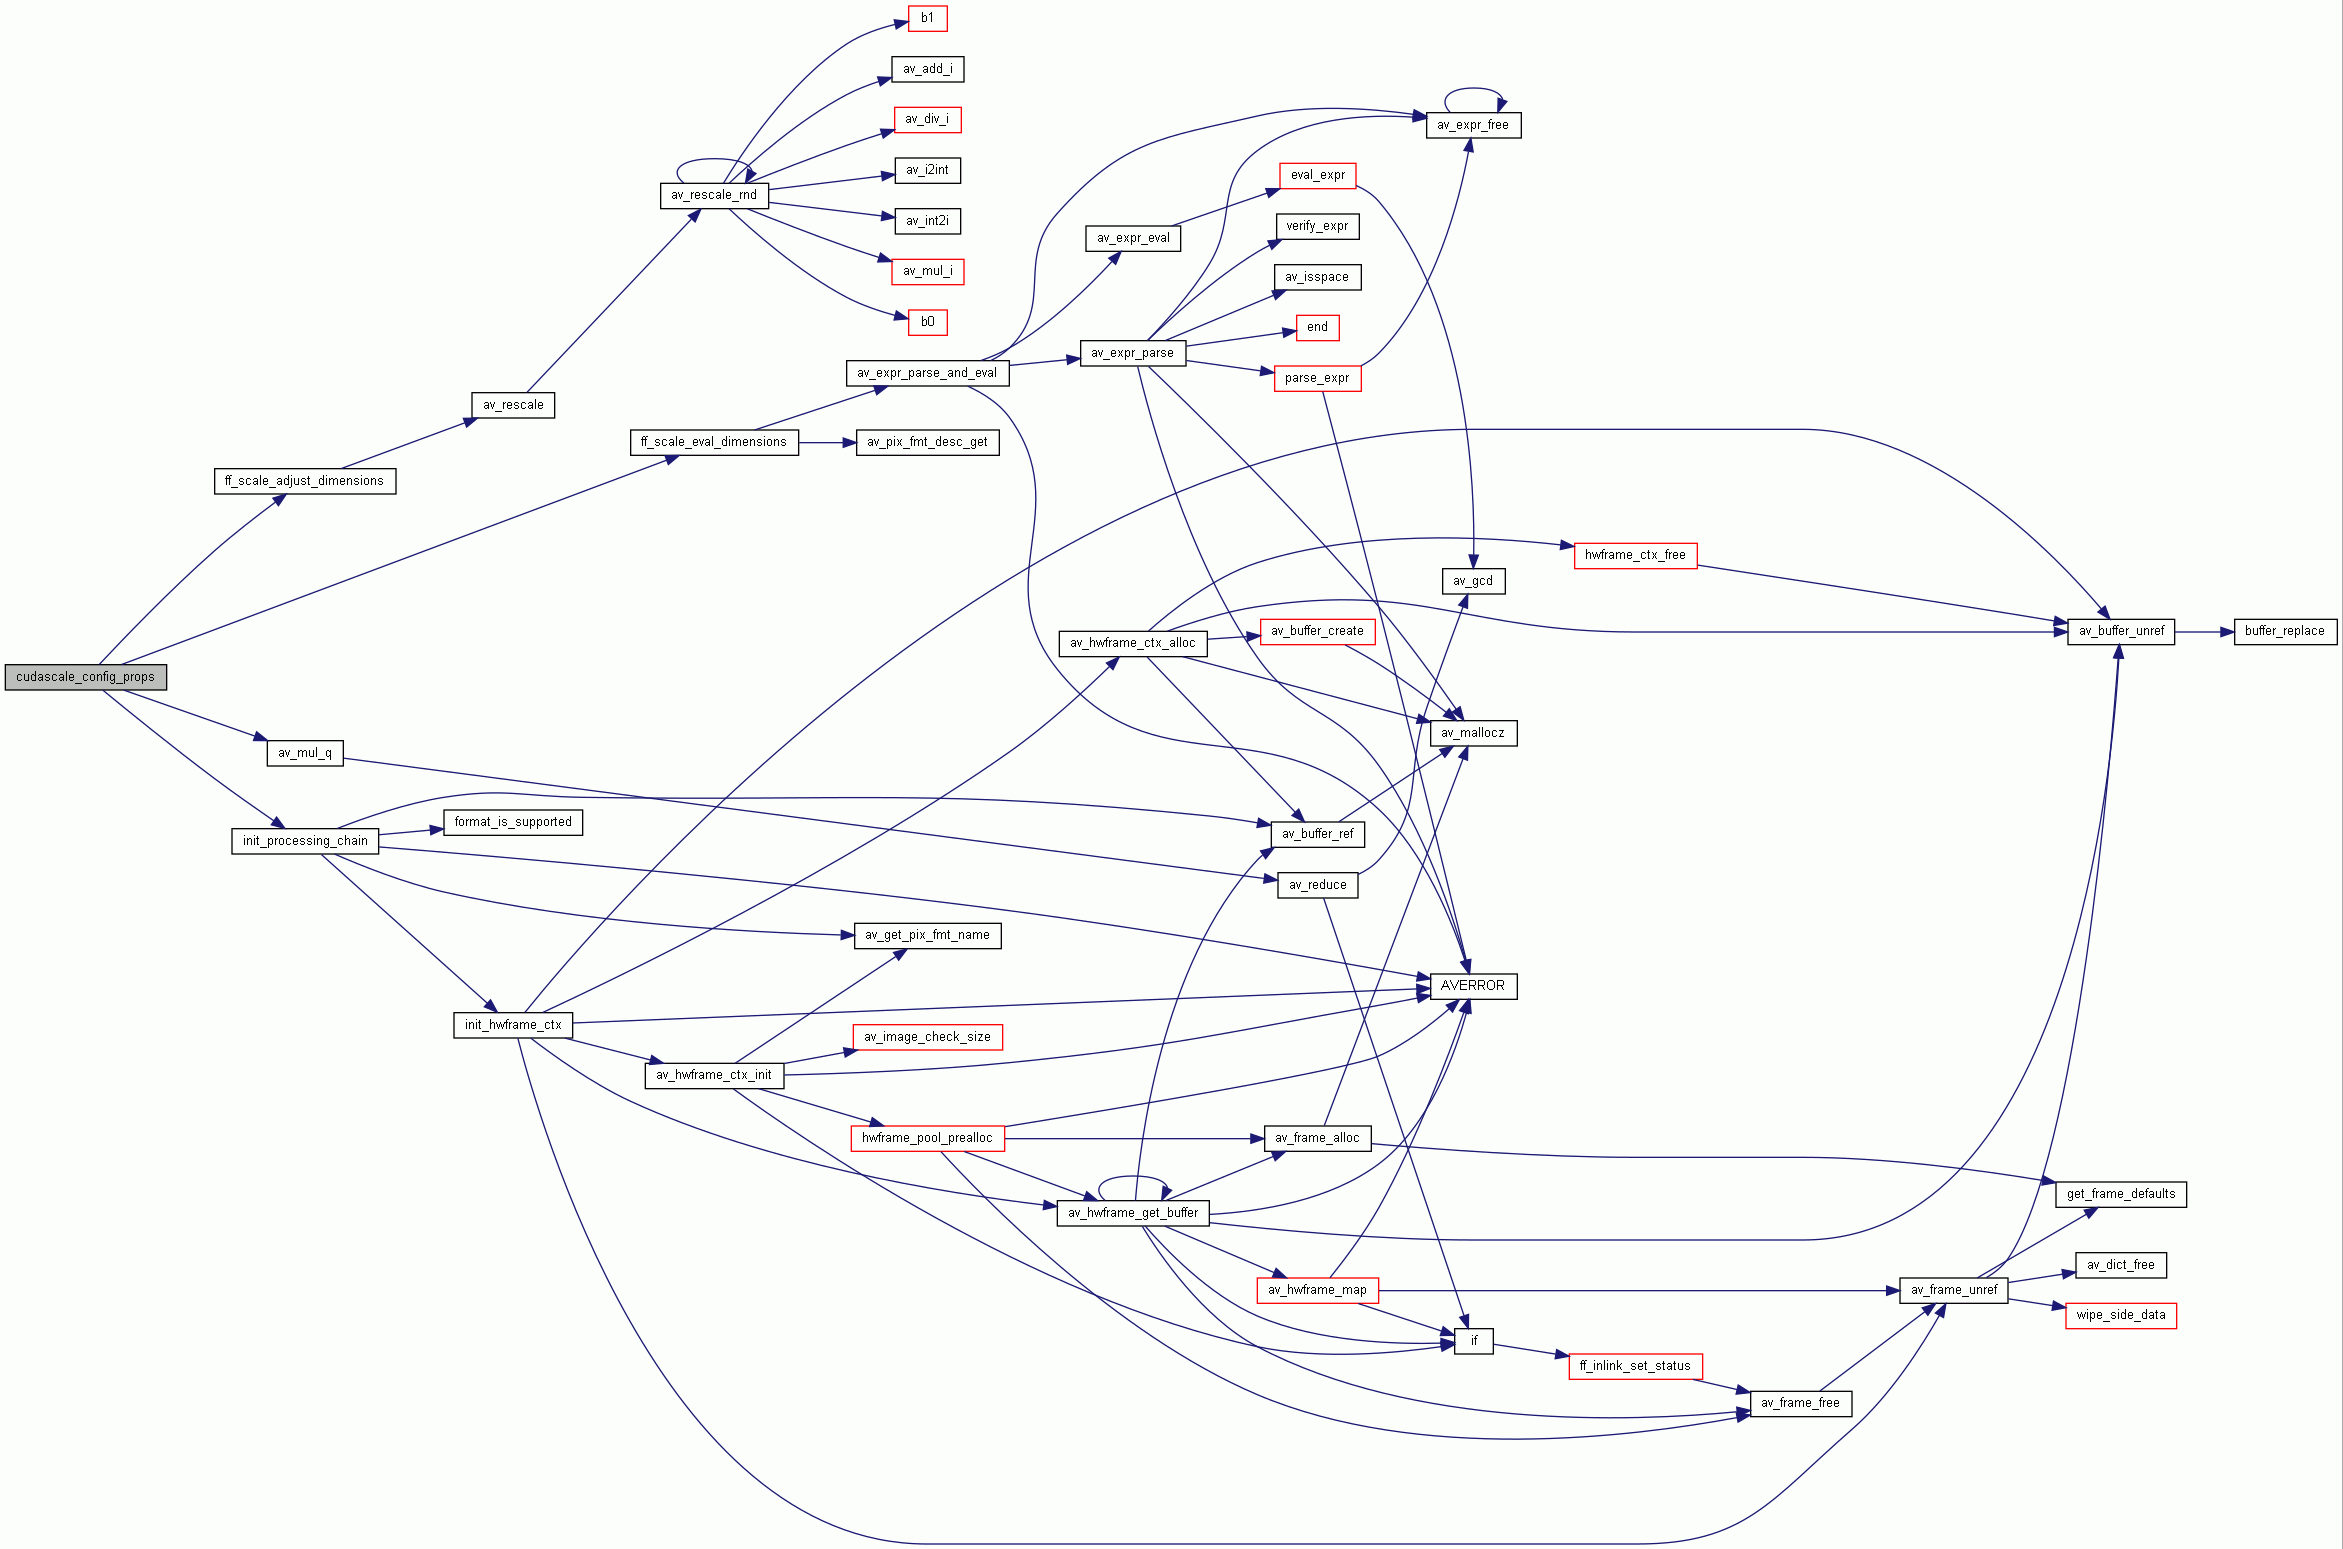 b1
av_add_i
av_div_i
av_expr_free
av_i2int
eval_expr
av_rescale_rnd
av_int2i
verify_expr
av_expr_eval
av_mul_i
av_isspace
b0
end
av_expr_parse
av_expr_parse_and_eval
parse_expr
av_rescale
ff_scale_eval_dimensions
av_pix_fmt_desc_get
ff_scale_adjust_dimensions
hwframe_ctx_free
av_gcd
av_buffer_create
av_buffer_unref
buffer_replace
av_hwframe_ctx_alloc
cudascale_config_props
av_mallocz
av_mul_q
format_is_supported
av_buffer_ref
init_processing_chain
av_reduce
av_get_pix_fmt_name
AVERROR
init_hwframe_ctx
av_image_check_size
av_hwframe_ctx_init
hwframe_pool_prealloc
av_frame_alloc
get_frame_defaults
av_hwframe_get_buffer
av_dict_free
av_hwframe_map
av_frame_unref
wipe_side_data
if
ff_inlink_set_status
av_frame_free